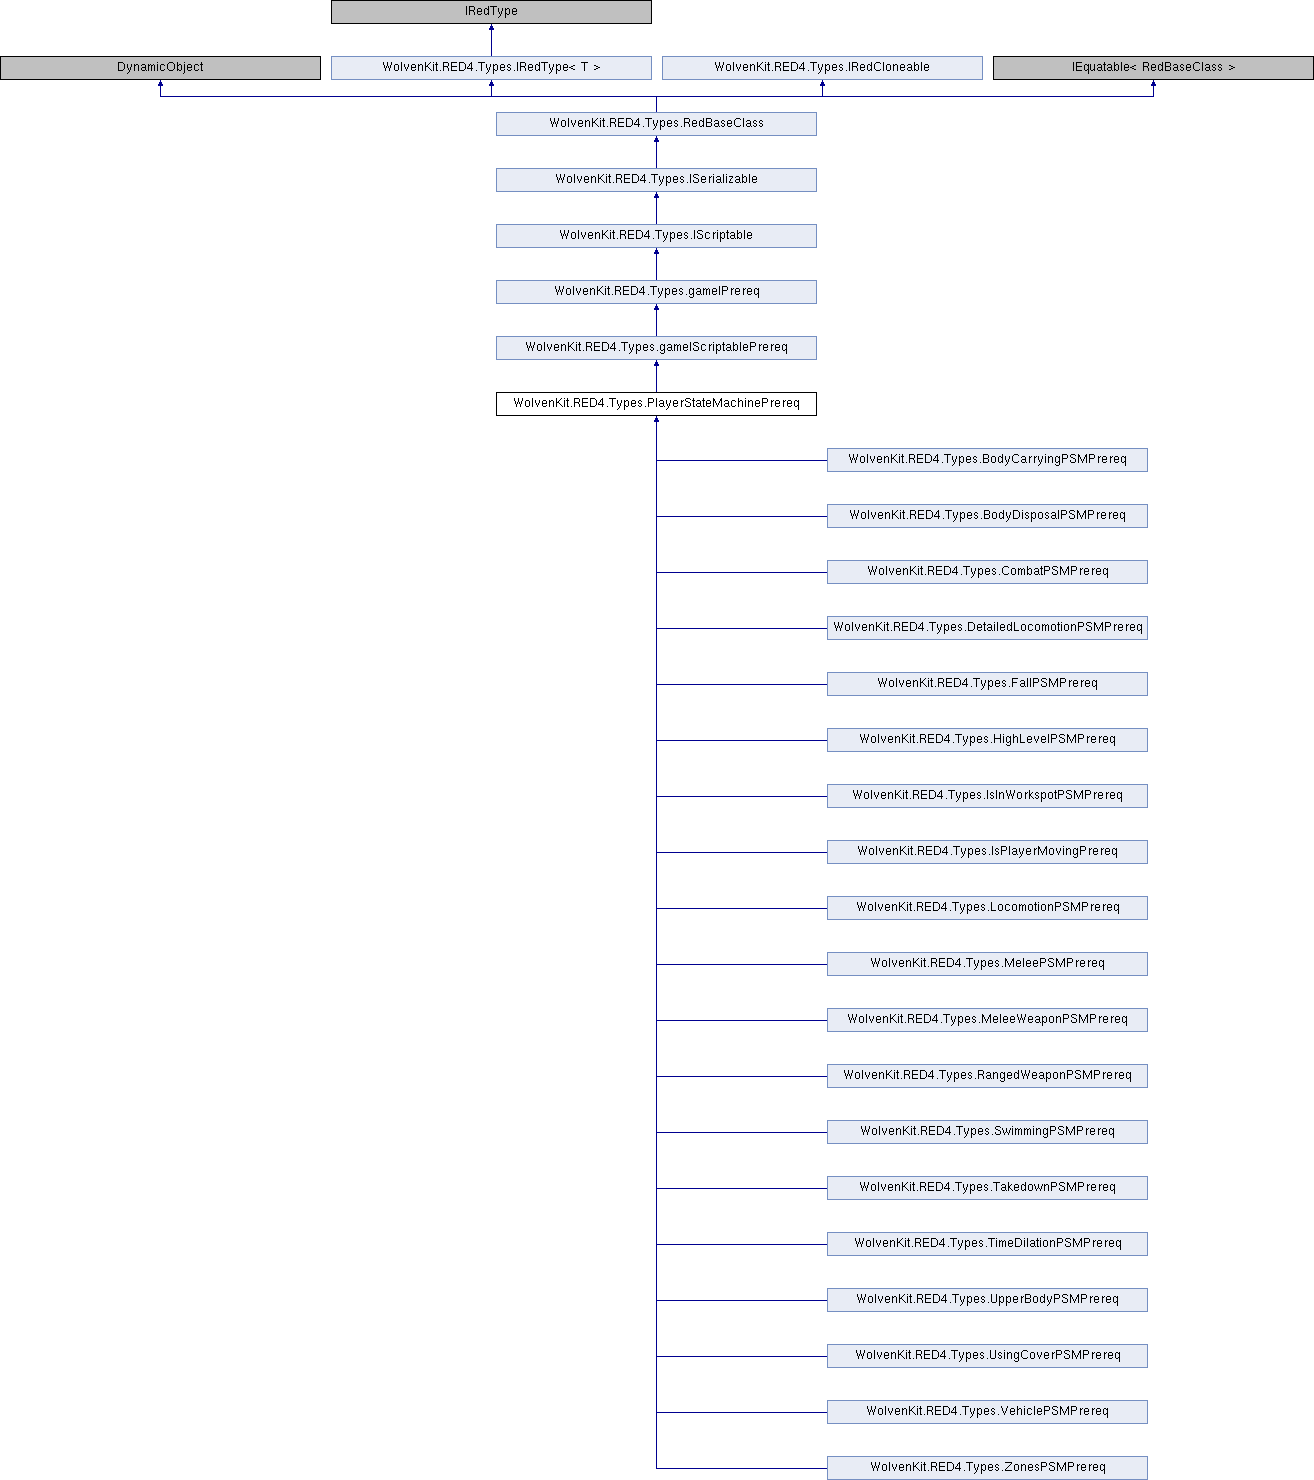 IRedType
DynamicObject
WolvenKit.RED4.Types.IRedType< T >
WolvenKit.RED4.Types.IRedCloneable
IEquatable< RedBaseClass >
WolvenKit.RED4.Types.RedBaseClass
WolvenKit.RED4.Types.ISerializable
WolvenKit.RED4.Types.IScriptable
WolvenKit.RED4.Types.gameIPrereq
WolvenKit.RED4.Types.gameIScriptablePrereq
WolvenKit.RED4.Types.PlayerStateMachinePrereq
WolvenKit.RED4.Types.BodyCarryingPSMPrereq
WolvenKit.RED4.Types.BodyDisposalPSMPrereq
WolvenKit.RED4.Types.CombatPSMPrereq
WolvenKit.RED4.Types.DetailedLocomotionPSMPrereq
WolvenKit.RED4.Types.FallPSMPrereq
WolvenKit.RED4.Types.HighLevelPSMPrereq
WolvenKit.RED4.Types.IsInWorkspotPSMPrereq
WolvenKit.RED4.Types.IsPlayerMovingPrereq
WolvenKit.RED4.Types.LocomotionPSMPrereq
WolvenKit.RED4.Types.MeleePSMPrereq
WolvenKit.RED4.Types.MeleeWeaponPSMPrereq
WolvenKit.RED4.Types.RangedWeaponPSMPrereq
WolvenKit.RED4.Types.SwimmingPSMPrereq
WolvenKit.RED4.Types.TakedownPSMPrereq
WolvenKit.RED4.Types.TimeDilationPSMPrereq
WolvenKit.RED4.Types.UpperBodyPSMPrereq
WolvenKit.RED4.Types.UsingCoverPSMPrereq
WolvenKit.RED4.Types.VehiclePSMPrereq
WolvenKit.RED4.Types.ZonesPSMPrereq